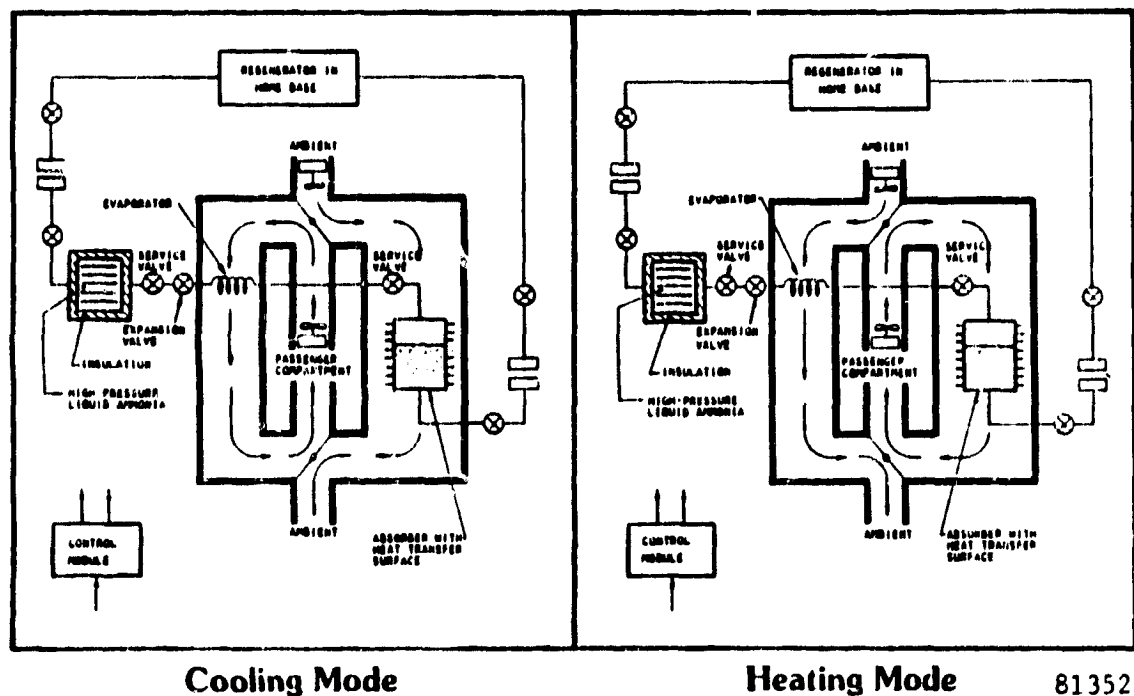 REGENERATOR IN
HOME BASE
AMBIENT
EVAPORATOR
SERVICE
VALVE
SERVICE
VALVE
EXPANSION
VALVE
INSULATION
HIGH-PRESSURE
LIQUID AMMONIA
PASSENGER
COMPARTMENT
AMBIENT
ABSORBER WITH
HEAT TRANSFER
SURFACE
CONTROL
MODULE
Cooling Mode
REGENERATOR IN
HOME BASE
AMBIENT
EVAPORATOR
SERVICE
VALVE
SERVICE
VALVE
EXPANSION
VALVE
INSULATION
HIGH-PRESSURE
LIQUID AMMONIA
PASSENGER
COMPARTMENT
AMBIENT
ABSORBER WITH
HEAT TRANSFER
SURFACE
CONTROL
MODULE
Heating Mode
81352